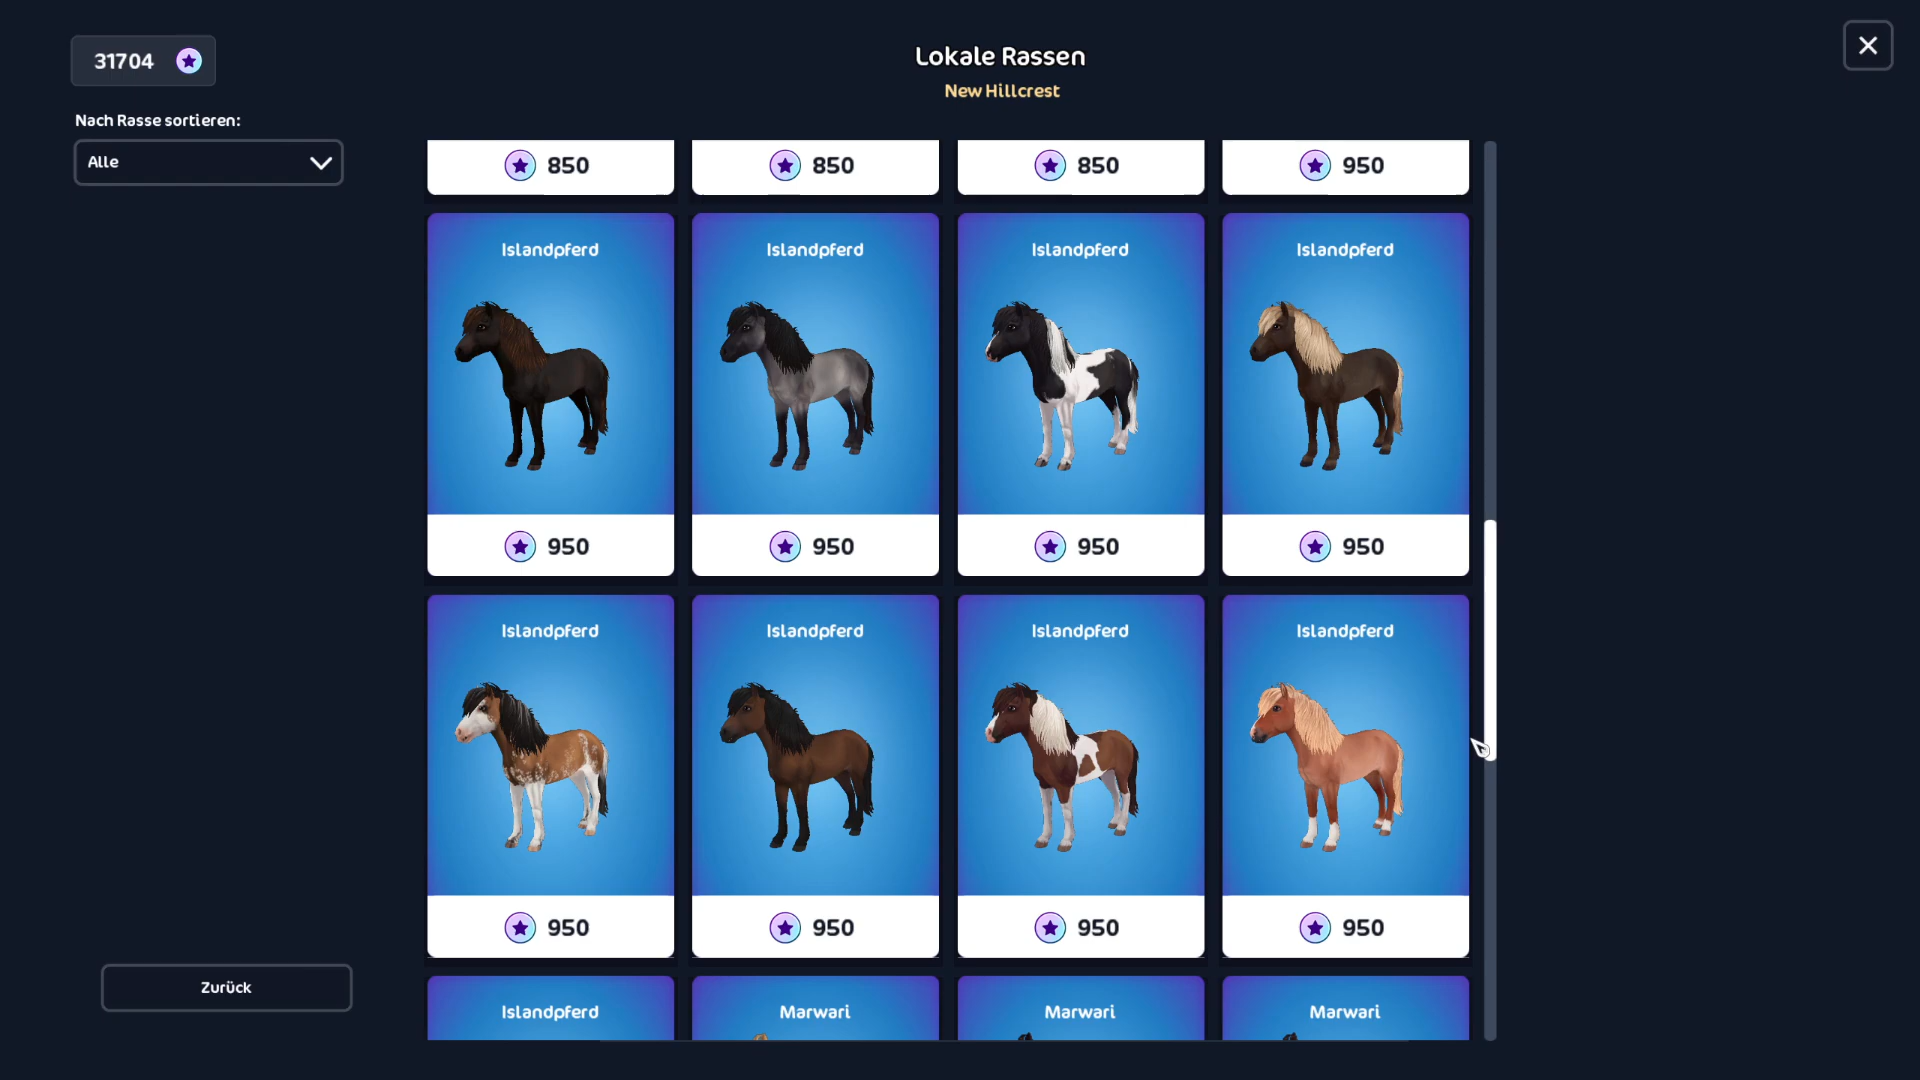 31704
Lokale Rassen
New Hillcrest
Nach Rasse sortieren:
Alle
850
850
850
950
Islandpferd
Islandpferd
Islandpferd
Islandpferd
950
950
950
950
Islandpferd
Islandpferd
Islandpferd
Islandpferd
950
950
950
950
Islandpferd
Marwari
Marwari
Marwari
Zurück